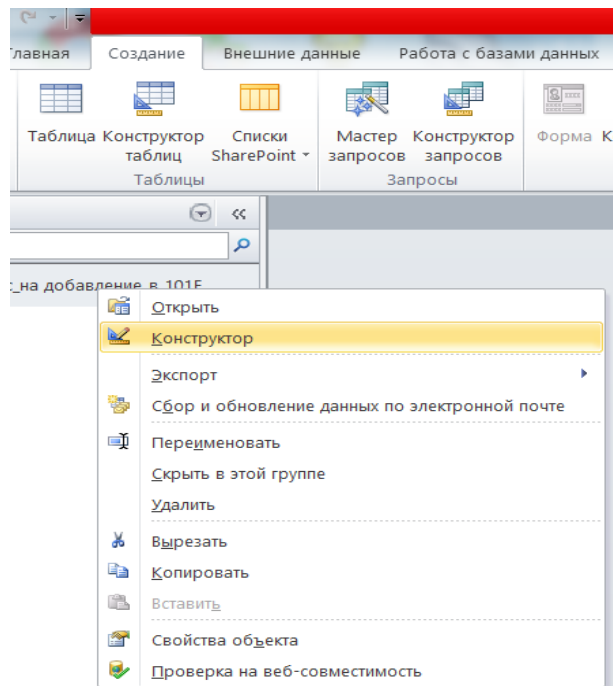 Главная Создание Внешние данные Работа с базами данных
Таблица Конструктор таблиц Списки SharePoint Мастер запросов Конструктор запросов Форма
Таблицы Запросы
на добавление в 101F
Открыть
Конструктор
Экспорт
Сбор и обновление данных по электронной почте
Переименовать
Скрыть в этой группе
Удалить
Вырезать
Копировать
Вставить
Свойства объекта
Проверка на веб-совместимость